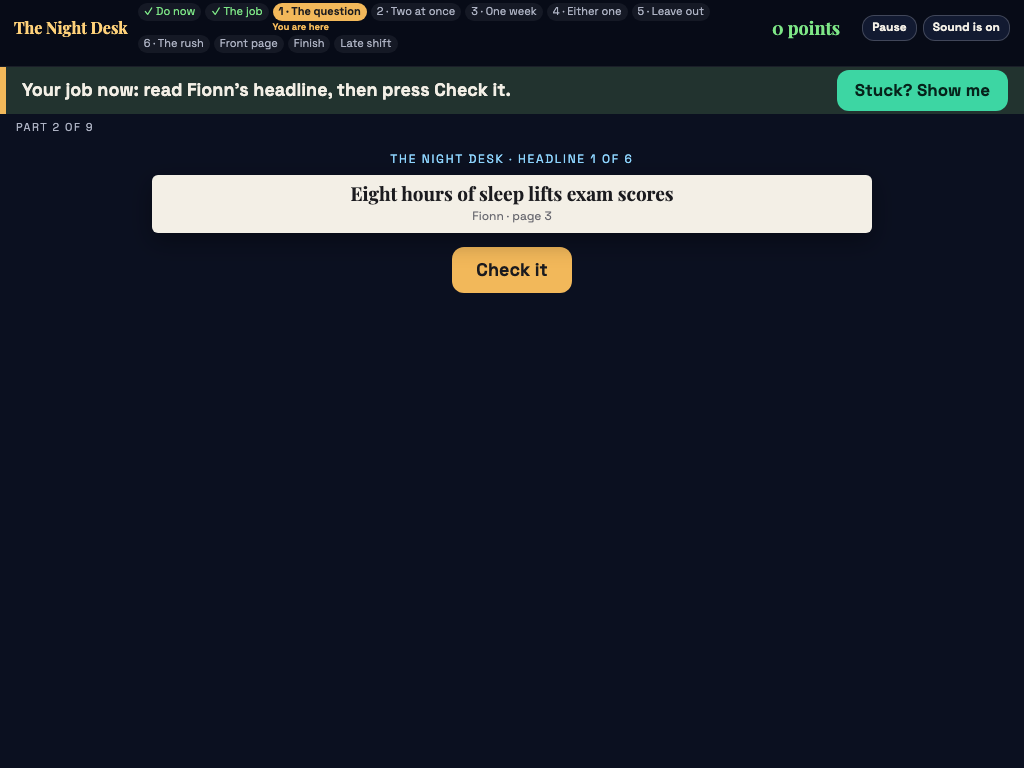 The Night Desk
✓ Do now
✓ The job
1 · The question
2 · Two at once
3 · One week
4 · Either one
5 · Leave out
You are here
6 · The rush
Front page
Finish
Late shift
0 points
Pause
Sound is on
Your job now: read Fionn's headline, then press Check it.
Stuck? Show me
PART 2 OF 9
THE NIGHT DESK · HEADLINE 1 OF 6
Eight hours of sleep lifts exam scores
Fionn · page 3
Check it